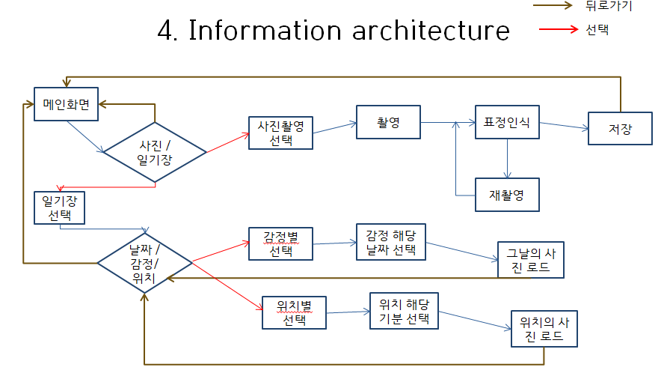 뒤로가기
4. Information architecture
선택
메인화면
사진 /
일기장
사진촬영
선택
촬영
표정인식
저장
재촬영
일기장
선택
날짜 /
감정/
위치
감정별
선택
감정 해당
날짜 선택
그날의 사
진 로드
위치별
선택
위치 해당
기분 선택
위치의 사
진 로드